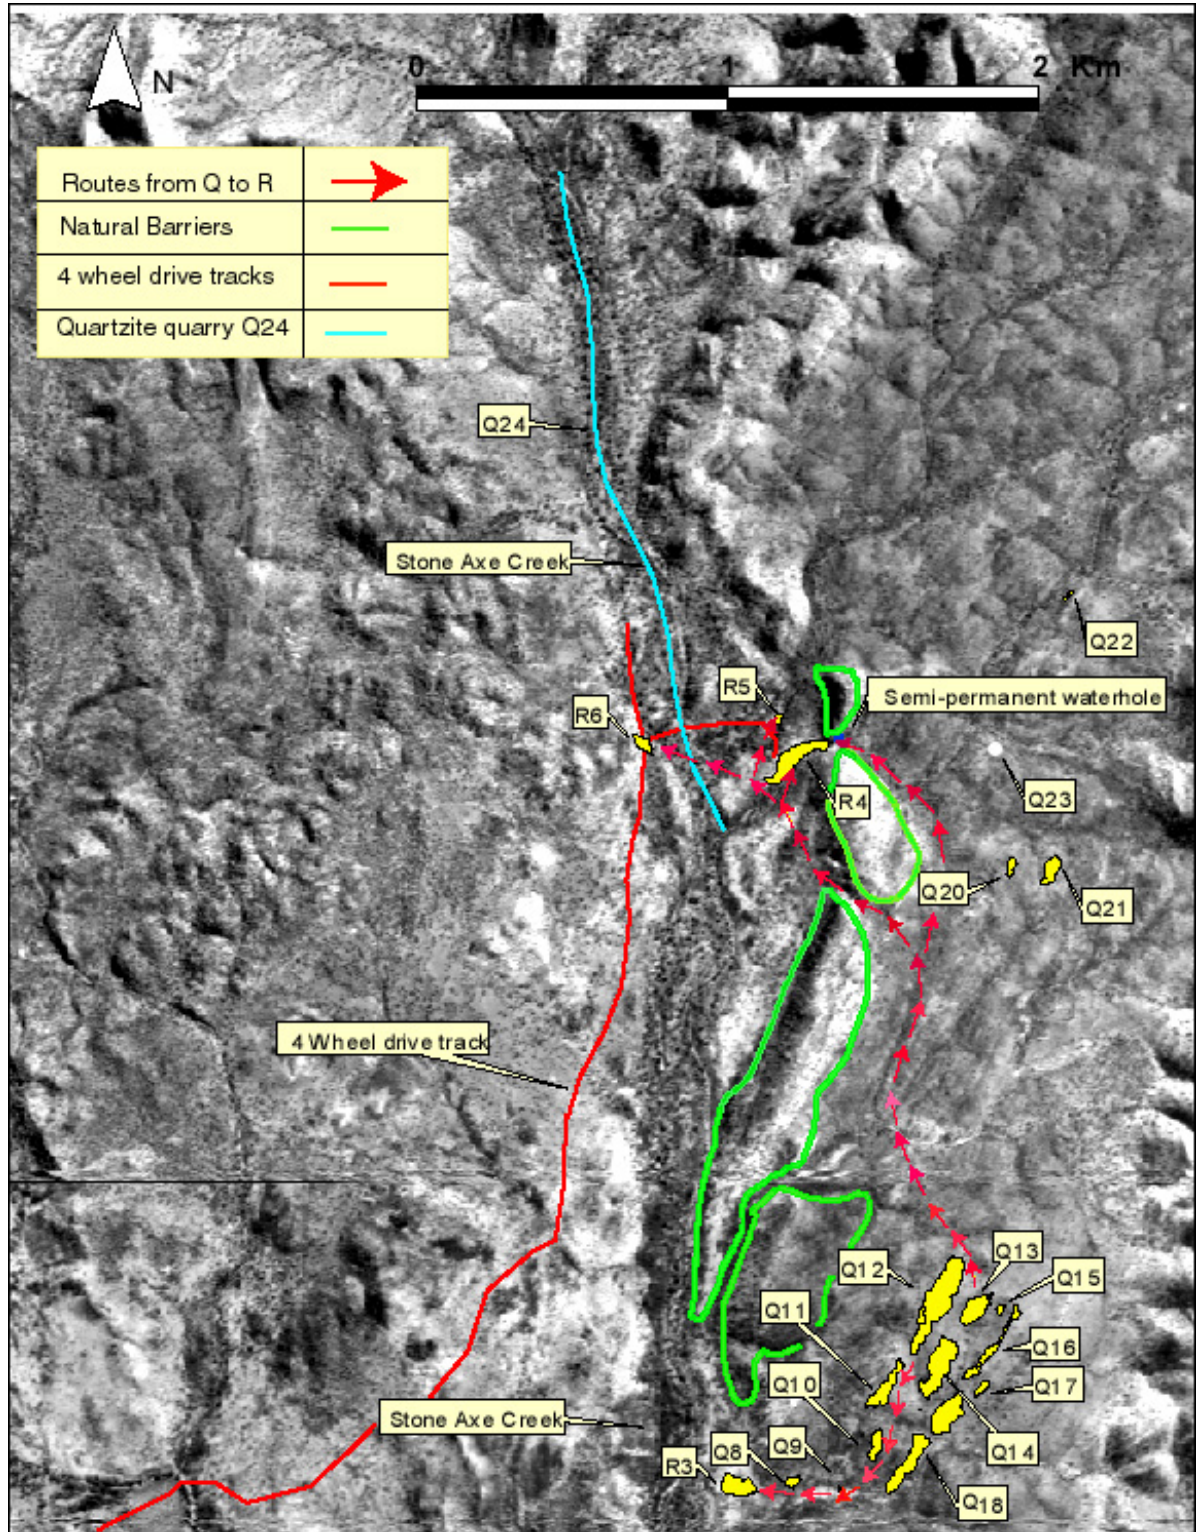 N
0 1 2 Km
Routes from Q to R
Natural Barriers
4 wheel drive tracks
Quartzite quarry Q24
Q24
Stone Axe Creek
Q22
R5
Semi-permanent waterhole
R6
Q23
R4
Q20
Q21
4 Wheel drive track
Q13
Q12
Q15
Q11
Q16
Q10
Q17
Stone Axe Creek
Q14
Q9
Q8
R3
Q18